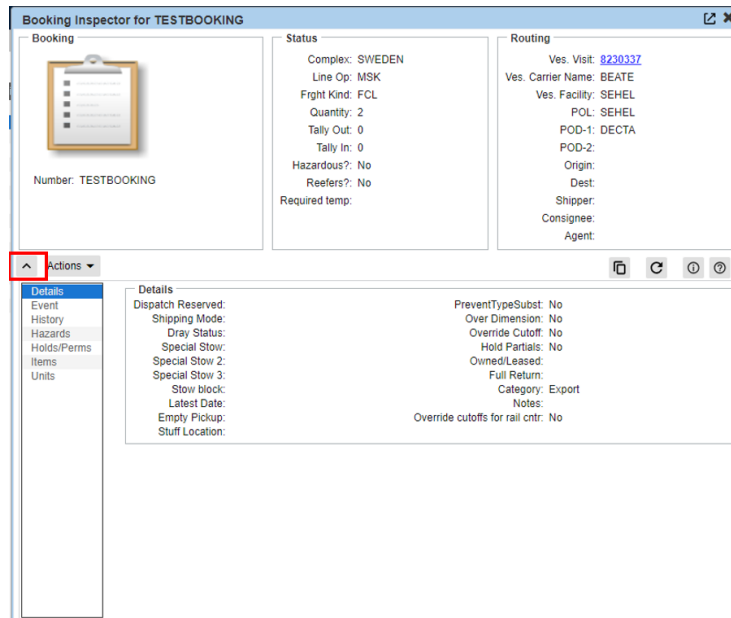 Booking Inspector for TESTBOOKING
Booking
Number: TESTBOOKING
Status
Complex: SWEDEN
Line Op: MSK
Frght Kind: FCL
Quantity: 2
Tally Out: 0
Tally In: 0
Hazardous?: No
Reefers?: No
Required temp:
Routing
Ves. Visit: 8230337
Ves. Carrier Name: BEATE
Ves. Facility: SEHEL
POL: SEHEL
POD-1: DECTA
POD-2:
Origin:
Dest:
Shipper:
Consignee:
Agent:
Actions
Details
Event
History
Hazards
Holds/Perms
Items
Units
Details
Dispatch Reserved:
Shipping Mode:
Dray Status:
Special Stow:
Special Stow 2:
Special Stow 3:
Stow block:
Latest Date:
Empty Pickup:
Stuff Location:
PreventTypeSubst: No
Over Dimension: No
Override Cutoff: No
Hold Partials: No
Owned/Leased:
Full Return:
Category: Export
Notes:
Override cutoffs for rail cntr: No